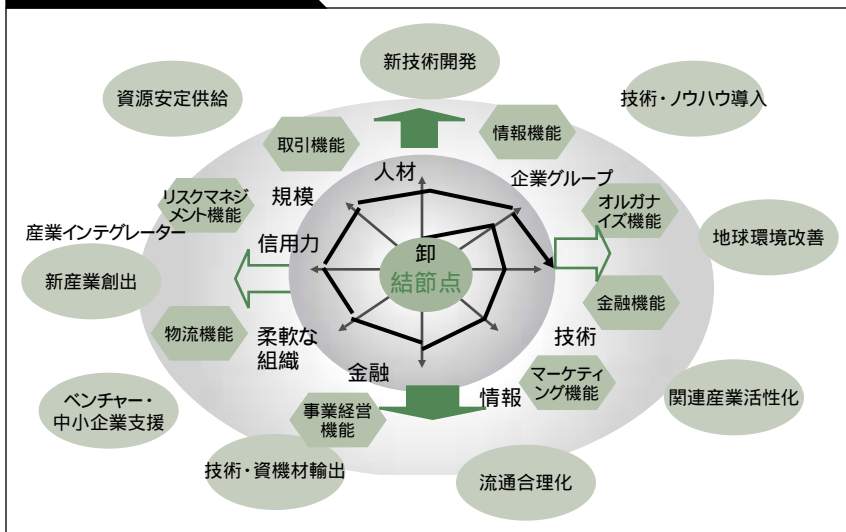 新技術開発
資源安定供給
技術・ノウハウ導入
取引機能
情報機能
人材
企業グループ
リスクマネジ
メント機能
規模
オルガナ
イズ機能
産業インテグレーター
信用力
卸
結節点
地球環境改善
新産業創出
金融機能
物流機能
柔軟な
組織
技術
金融
情報
マーケティ
ング機能
ベンチャー・
中小企業支援
事業経営
機能
関連産業活性化
技術・資機材輸出
流通合理化